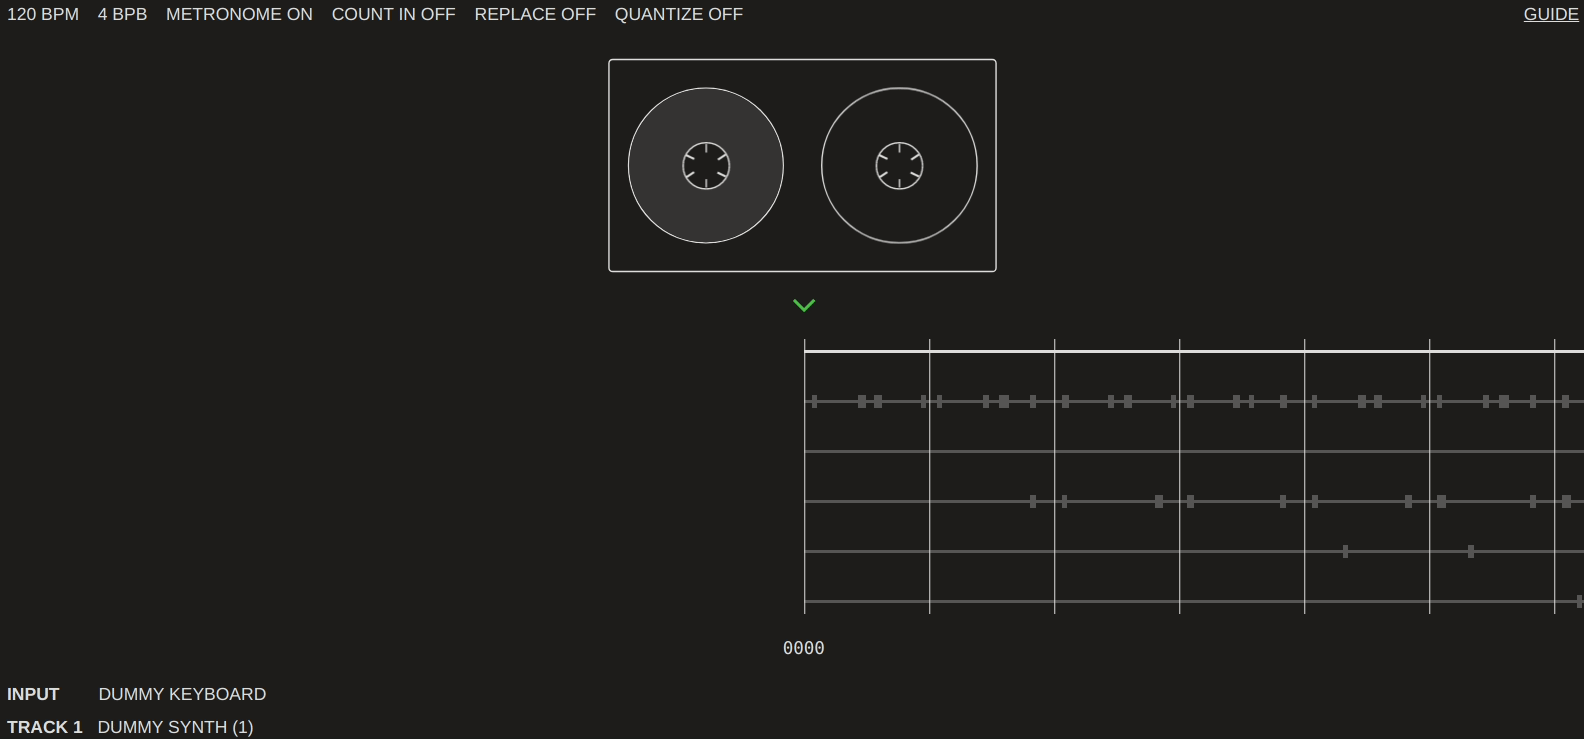 120 BPM 4 BPB METRONOME ON COUNT IN OFF REPLACE OFF QUANTIZE OFF GUIDE
0000
INPUT DUMMY KEYBOARD
TRACK 1 DUMMY SYNTH (1)